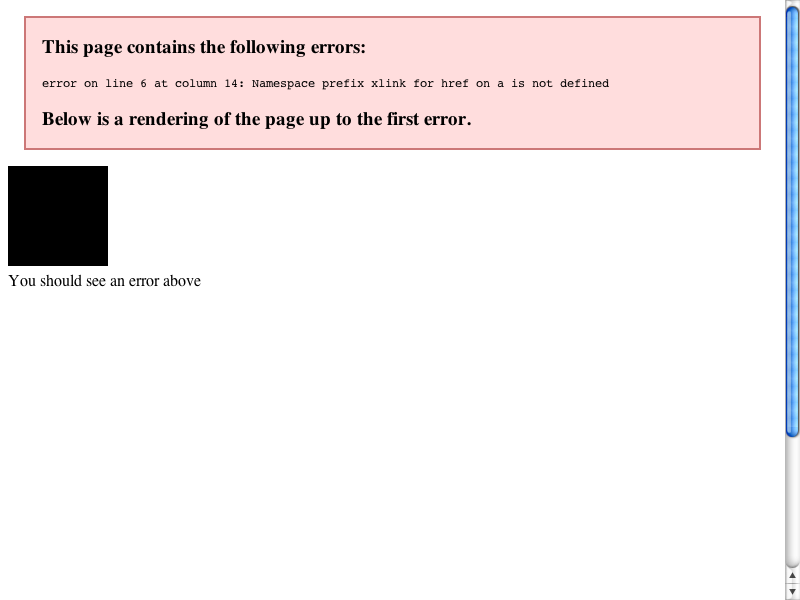 This page contains the following errors:
error on line 6 at column 14: Namespace prefix xlink for href on a is not defined
Below is a rendering of the page up to the first error.
You should see an error above